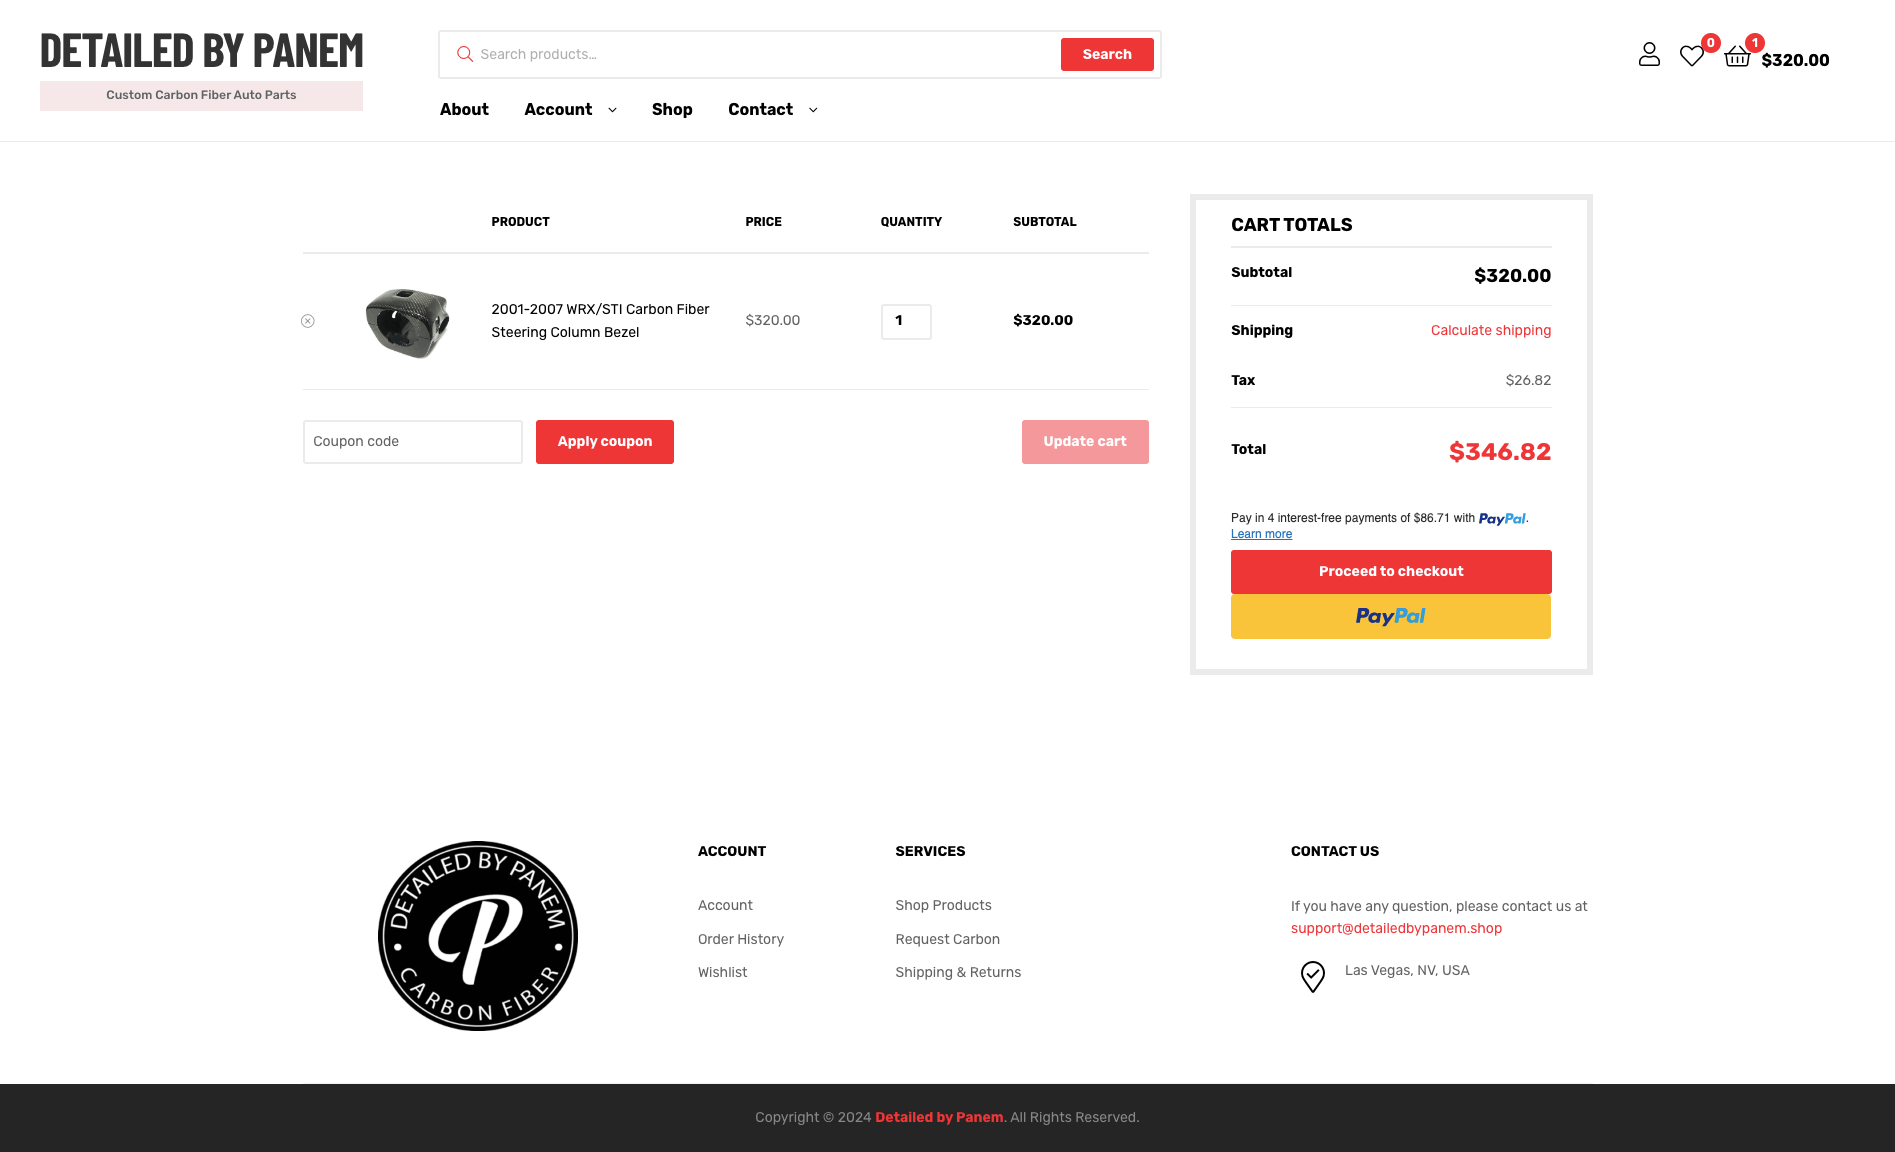 DETAILED BY PANEM
Custom Carbon Fiber Auto Parts
Search products…
Search
0
1
$320.00
About
Account
Shop
Contact
PRODUCT
PRICE
QUANTITY
SUBTOTAL
2001-2007 WRX/STI Carbon Fiber
Steering Column Bezel
$320.00
1
$320.00
Coupon code
Apply coupon
Update cart
CART TOTALS
Subtotal
$320.00
Shipping
Calculate shipping
Tax
$26.82
Total
$346.82
Pay in 4 interest-free payments of $86.71 with PayPal.
Learn more
Proceed to checkout
PayPal
DETAILED BY PANEM
P
CARBON FIBER
ACCOUNT
Account
Order History
Wishlist
SERVICES
Shop Products
Request Carbon
Shipping & Returns
CONTACT US
If you have any question, please contact us at
support@detailedbypanem.shop
Las Vegas, NV, USA
Copyright © 2024 Detailed by Panem. All Rights Reserved.